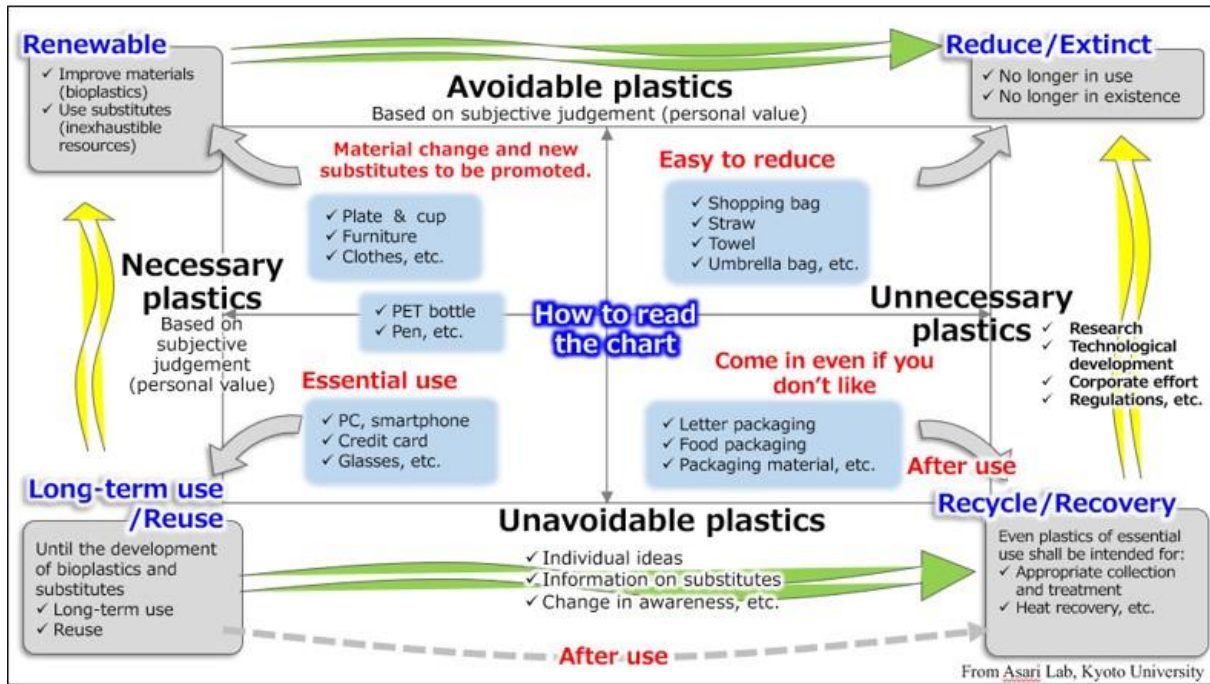 Renewable
✓ Improve materials
(bioplastics)
✓ Use substitutes
(inexhaustible
resources)
Avoidable plastics
Based on subjective judgement (personal value)
Reduce/Extinct
✓ No longer in use
✓ No longer in existence
Material change and new
substitutes to be promoted.
✓ Plate & cup
✓ Furniture
✓ Clothes, etc.
Easy to reduce
✓ Shopping bag
✓ Straw
✓ Towel
✓ Umbrella bag, etc.
Necessary
plastics
Based on
subjective
judgement
(personal value)
✓ PET bottle
✓ Pen, etc.
How to read
the chart
Unnecessary
plastics
✓ Research
✓ Technological
development
✓ Corporate effort
✓ Regulations, etc.
Essential use
✓ PC, smartphone
✓ Credit card
✓ Glasses, etc.
Come in even if you
don't like
✓ Letter packaging
✓ Food packaging
✓ Packaging material, etc.
After use
Long-term use
/Reuse
Until the development
of bioplastics and
substitutes
✓ Long-term use
✓ Reuse
Unavoidable plastics
✓ Individual ideas
✓ Information on substitutes
✓ Change in awareness, etc.
Recycle/Recovery
Even plastics of essential
use shall be intended for:
✓ Appropriate collection
and treatment
✓ Heat recovery, etc.
After use
From Asari Lab, Kyoto University